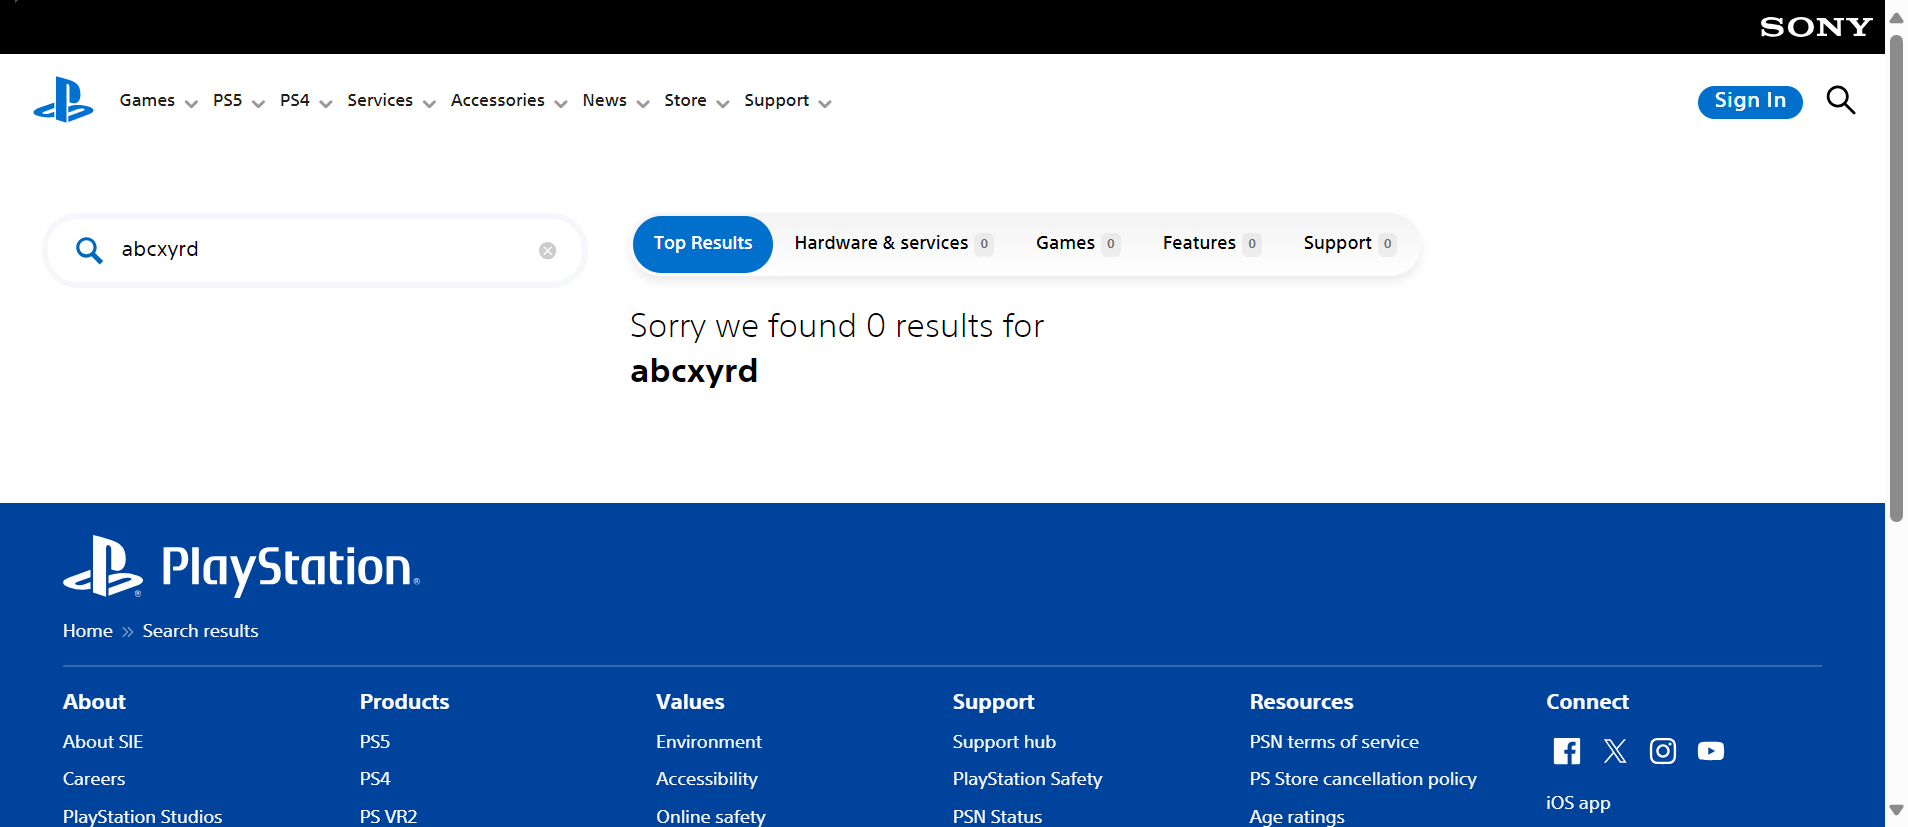 SONY
Games PS5 PS4 Services Accessories News Store Support Sign In
abcxyrd
Top Results Hardware & services 0 Games 0 Features 0 Support 0
Sorry we found 0 results for
abcxyrd
PlayStation
Home » Search results
About Products Values Support Resources Connect
About SIE PS5 Environment Support hub PSN terms of service
Careers PS4 Accessibility PlayStation Safety PS Store cancellation policy
iOS app
PlayStation Studios PS VR2 Online safety PSN Status Age ratings